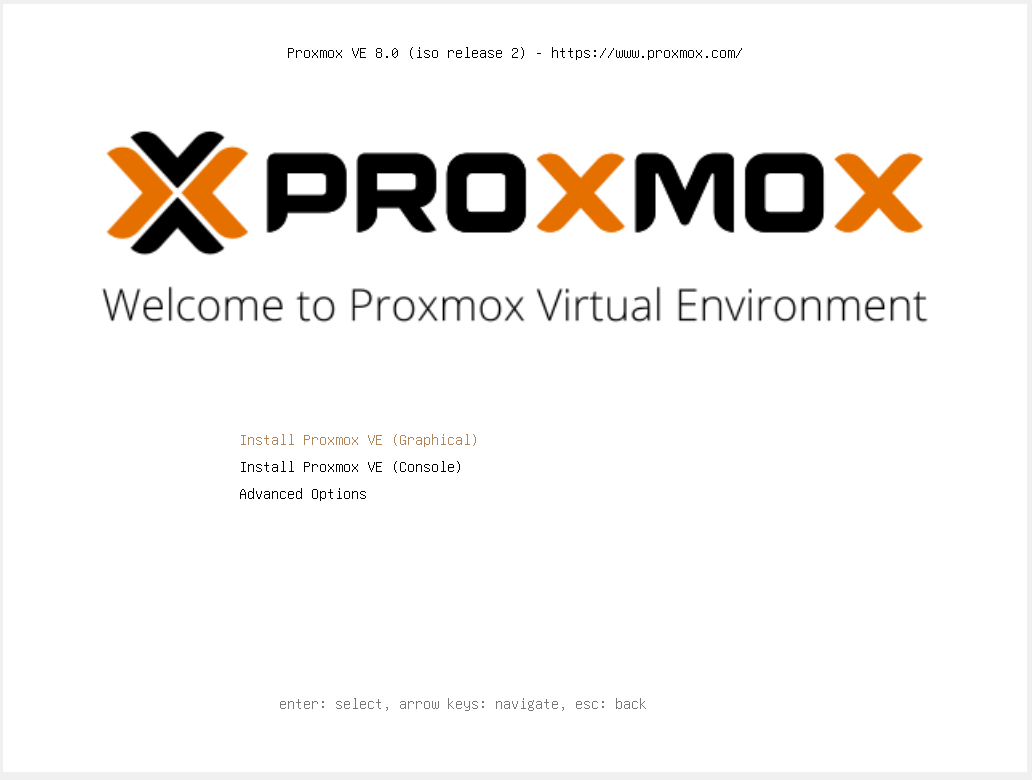 Proxmox VE 8.0 (iso release 2) - https://www.proxmox.com/
PROXMOX
Welcome to Proxmox Virtual Environment
Install Proxmox VE (Graphical)
Install Proxmox VE (Console)
Advanced Options
enter: select, arrow keys: navigate, esc: back